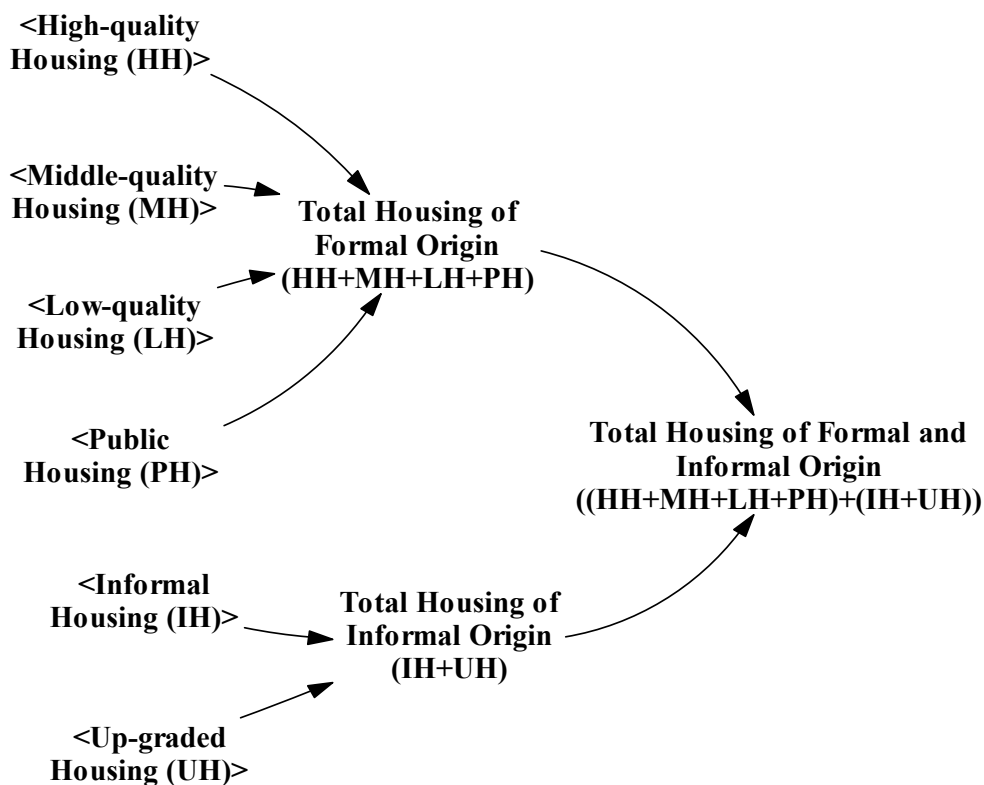 <High-quality
Housing (HH)>
<Middle-quality
Housing (MH)>
Total Housing of
Formal Origin
(HH+MH+LH+PH)
<Low-quality
Housing (LH)>
<Public
Housing (PH)>
Total Housing of Formal and
Informal Origin
((HH+MH+LH+PH)+(IH+UH))
<Informal
Housing (IH)>
Total Housing of
Informal Origin
(IH+UH)
<Up-graded
Housing (UH)>